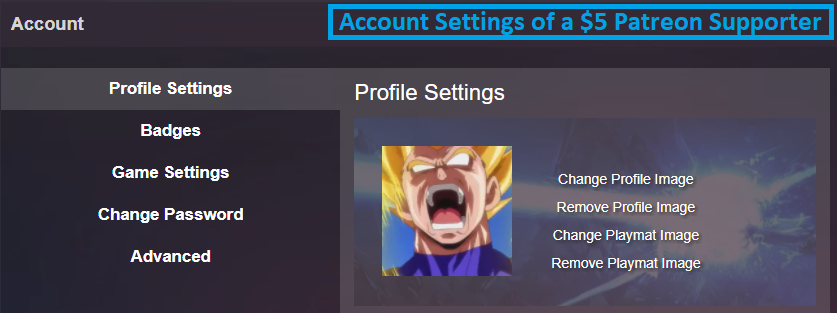 Account
Account Settings of a $5 Patreon Supporter
Profile Settings
Badges
Game Settings
Change Password
Advanced
Profile Settings
Change Profile Image
Remove Profile Image
Change Playmat Image
Remove Playmat Image